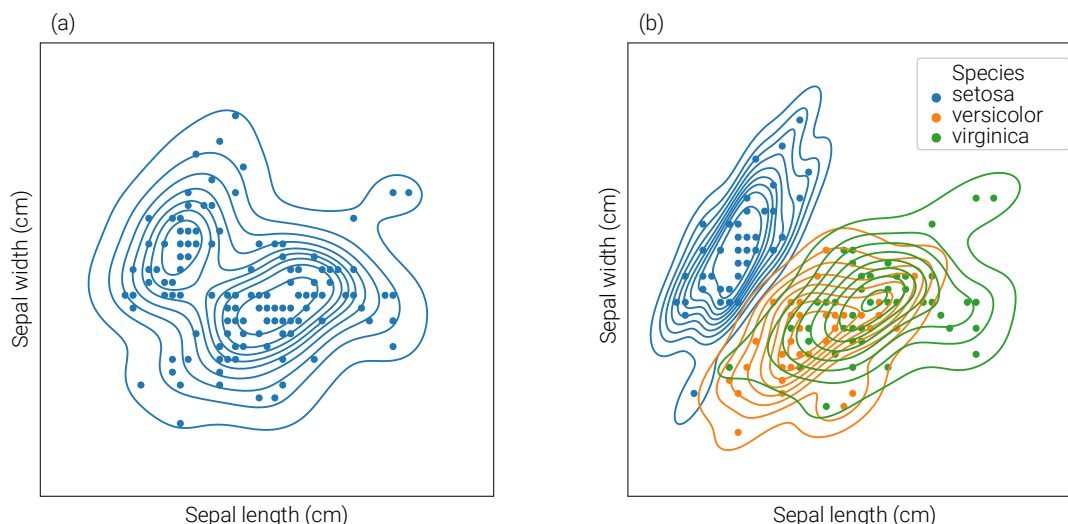 (a)
Sepal width (cm)
Sepal length (cm)
(b)
Species
setosa
versicolor
virginica
Sepal width (cm)
Sepal length (cm)